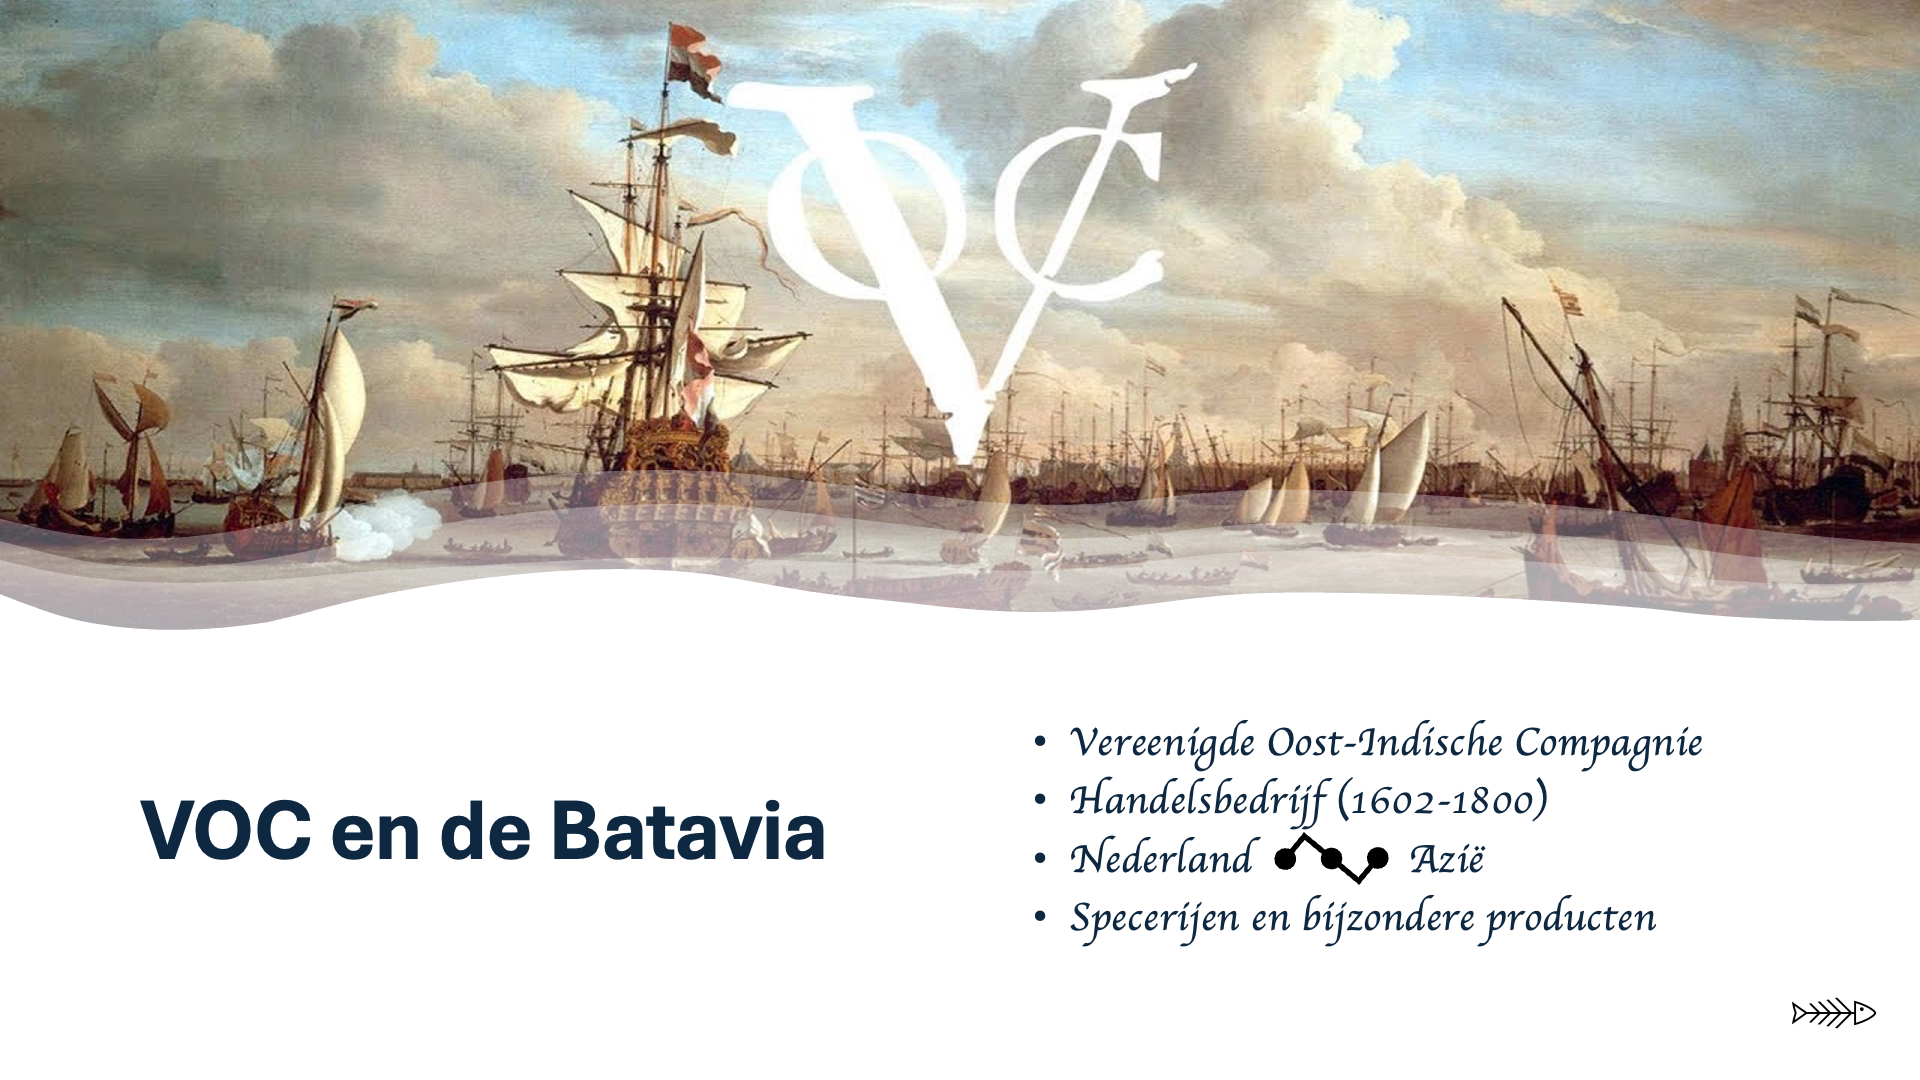 VOC
VOC en de Batavia
• Vereenigde Oost-Indische Compagnie
• Handelsbedrijf (1602-1800)
• Nederland Azië
• Specerijen en bijzondere producten